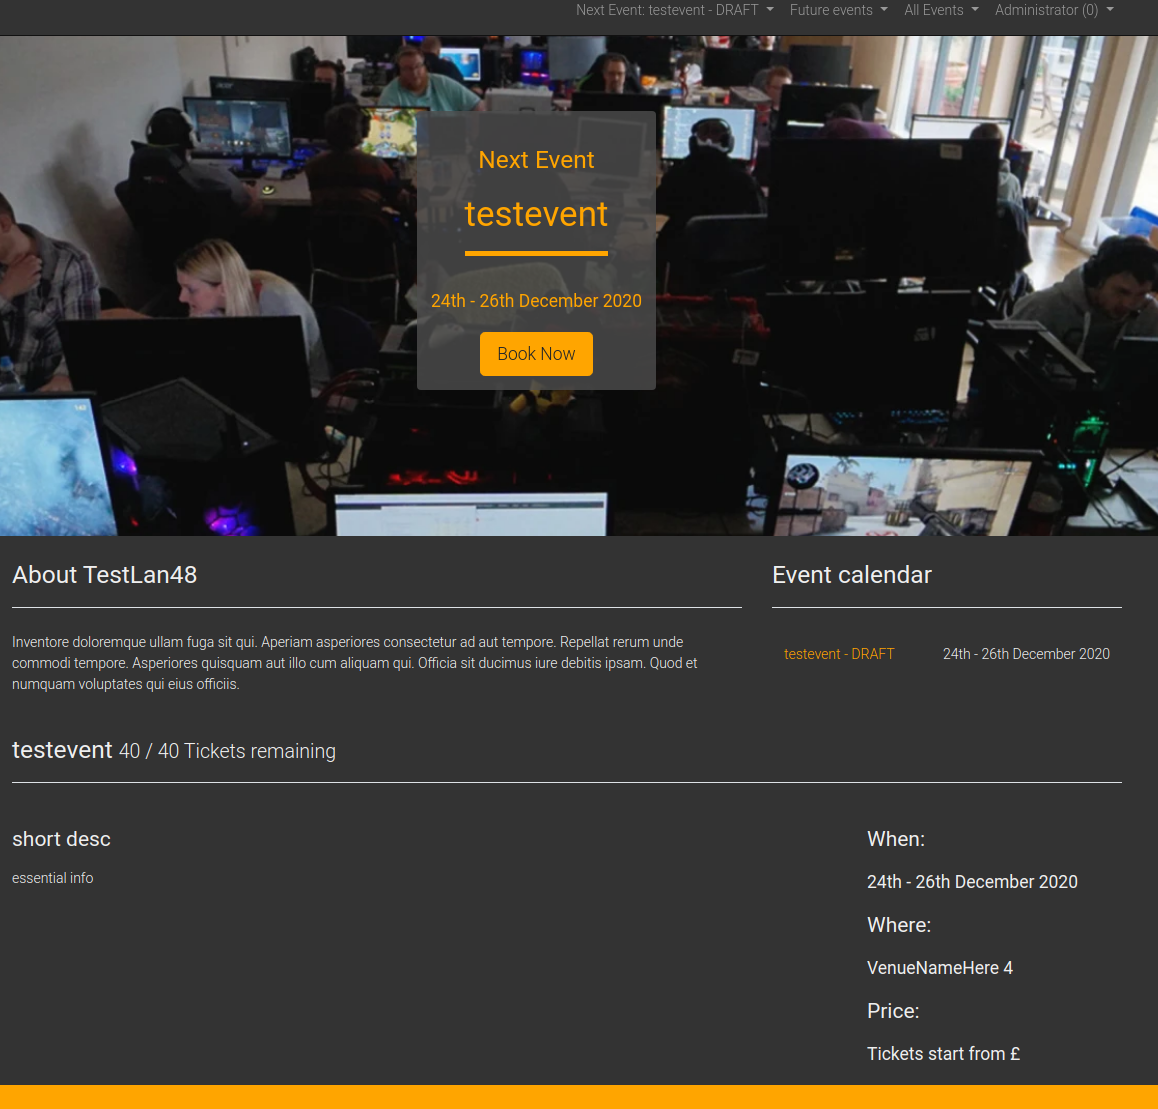 Next Event: testevent - DRAFT Future events All Events Administrator (0)
Next Event
testevent
24th - 26th December 2020
Book Now
About TestLan48
Inventore doloremque ullam fuga sit qui. Aperiam asperiores consectetur ad aut tempore. Repellat rerum unde
commodi tempore. Asperiores quisquam aut illo cum aliquam qui. Officia sit ducimus iure debitis ipsam. Quod et
numquam voluptates qui eius officiis.
Event calendar
testevent - DRAFT 24th - 26th December 2020
testevent 40 / 40 Tickets remaining
short desc
essential info
When:
24th - 26th December 2020
Where:
VenueNameHere 4
Price:
Tickets start from £